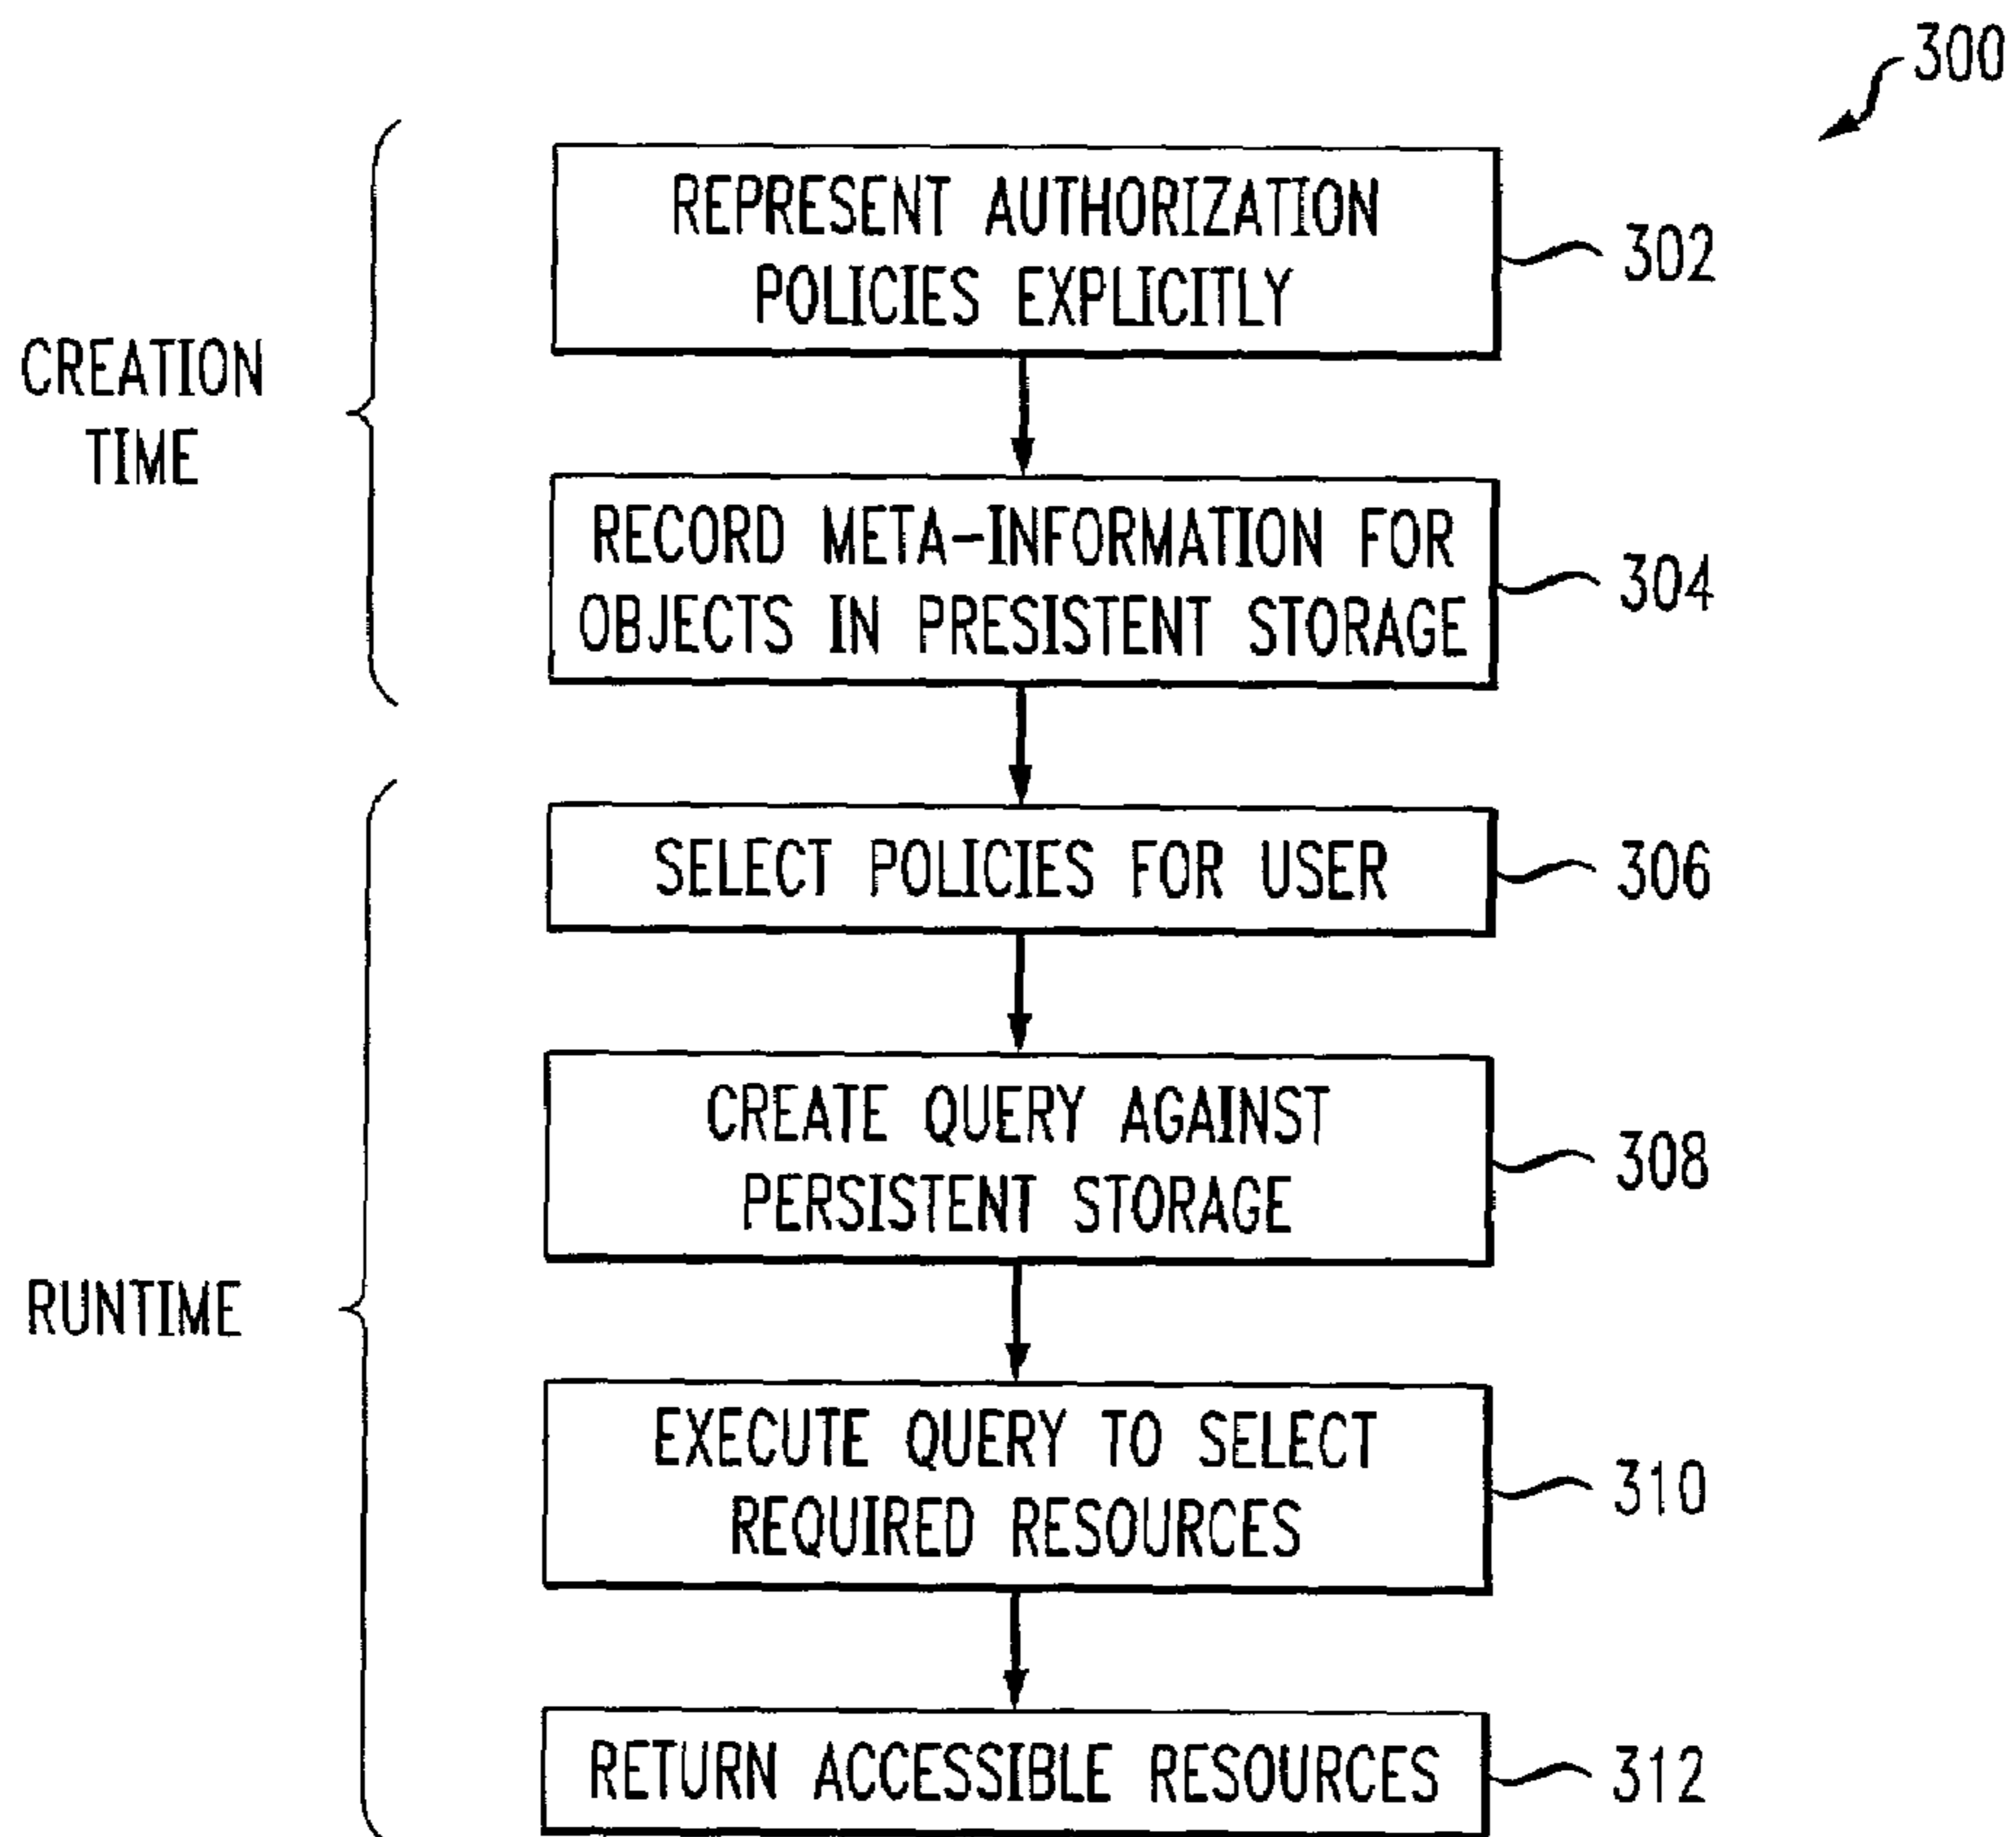 300
REPRESENT AUTHORIZATION
POLICIES EXPLICITLY
302
CREATION
TIME
RECORD META-INFORMATION FOR
OBJECTS IN PRESISTENT STORAGE
304
SELECT POLICIES FOR USER
306
CREATE QUERY AGAINST
PERSISTENT STORAGE
308
RUNTIME
EXECUTE QUERY TO SELECT
REQUIRED RESOURCES
310
RETURN ACCESSIBLE RESOURCES
312